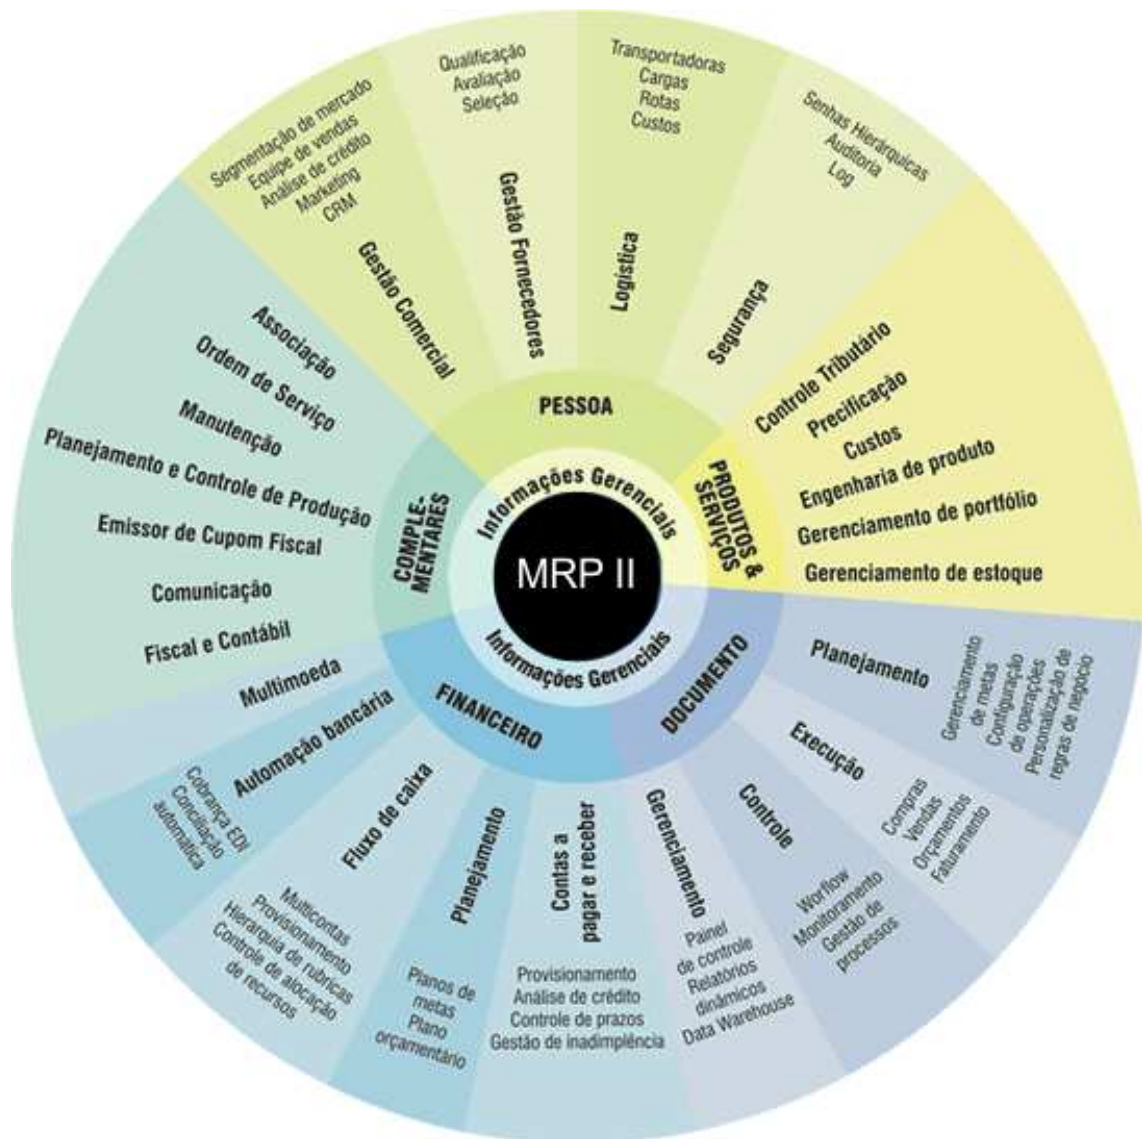 MRP II
Informações Gerenciais
Informações Gerenciais
PESSOA
Segmentação de mercado
Equipe de vendas
Análise de crédito
Marketing
CRM
Gestão Comercial
Qualificação
Avaliação
Seleção
Gestão Fornecedores
Transportadoras
Cargas
Rotas
Custos
Logística
Senhas Hierárquicas
Auditoria
Log
Segurança
PRODUTOS &
SERVIÇOS
Controle Tributário
Precificação
Custos
Engenharia de produto
Gerenciamento de portfólio
Gerenciamento de estoque
DOCUMENTO
Planejamento
Gerenciamento
de metas
Configuração
de operações
Personalização de
regras de negócio
Execução
Compras
Vendas
Orçamentos
Faturamento
Controle
Worflow
Monitoramento
Gestão de
processos
Gerenciamento
Painel
de controle
Relatórios
dinâmicos
Data Warehouse
FINANCEIRO
Contas a
pagar e receber
Provisionamento
Análise de crédito
Controle de prazos
Gestão de inadimplência
Planejamento
Planos de
metas
Plano
orçamentário
Fluxo de caixa
Multicontas
Provisionamento
Hierarquia de rubricas
Controle de alocação
de recursos
Automação bancária
Cobrança EDI
Conciliação
automática
Multimoeda
COMPLE-
MENTARES
Associação
Ordem de Serviço
Manutenção
Planejamento e Controle de Produção
Emissor de Cupom Fiscal
Comunicação
Fiscal e Contábil